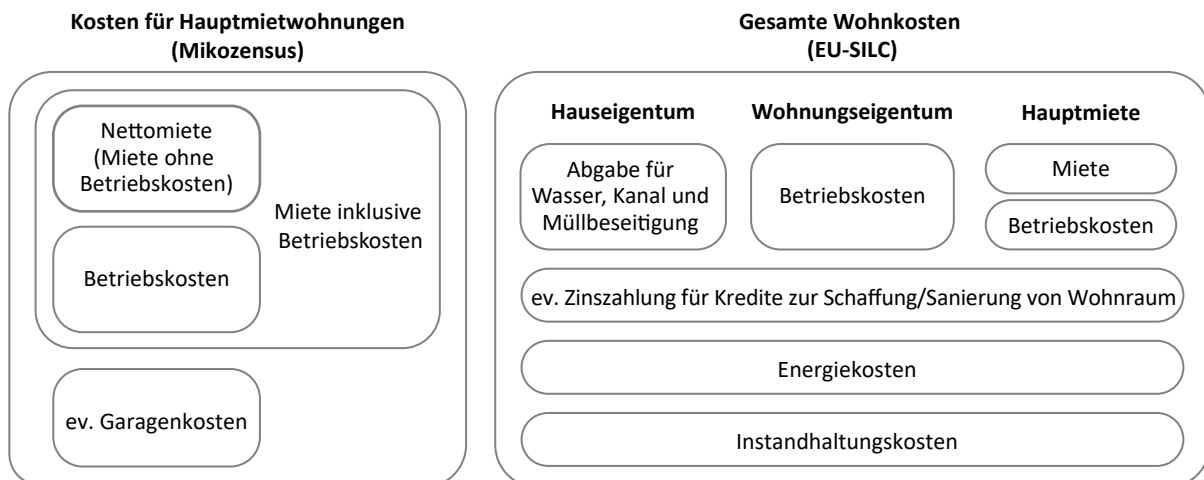 Kosten für Hauptmietwohnungen
(Mikozensus)
Nettomiete
(Miete ohne
Betriebskosten)
Miete inklusive
Betriebskosten
Betriebskosten
ev. Garagenkosten
Gesamte Wohnkosten
(EU-SILC)
Hauseigentum
Wohnungseigentum
Hauptmiete
Abgabe für
Wasser, Kanal und
Müllbeseitigung
Betriebskosten
Miete
Betriebskosten
ev. Zinszahlung für Kredite zur Schaffung/Sanierung von Wohnraum
Energiekosten
Instandhaltungskosten